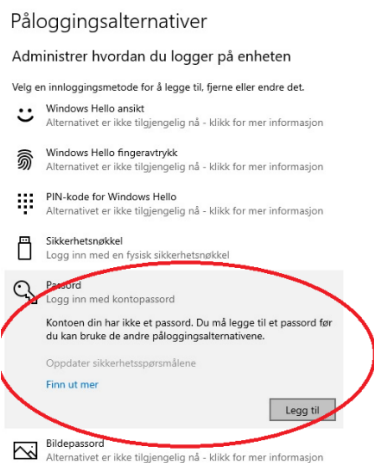 Påloggingsalternativer
Administrer hvordan du logger på enheten
Velg en innloggingsmetode for å legge til, fjerne eller endre det.
Windows Hello ansikt
Alternativet er ikke tilgjengelig nå - klikk for mer informasjon
Windows Hello fingeravtrykk
Alternativet er ikke tilgjengelig nå - klikk for mer informasjon
PIN-kode for Windows Hello
Alternativet er ikke tilgjengelig nå - klikk for mer informasjon
Sikkerhetsnøkkel
Logg inn med en fysisk sikkerhetsnøkkel
Passord
Logg inn med kontopassord
Kontoen din har ikke et passord. Du må legge til et passord før
du kan bruke de andre påloggingsalternativene.
Oppdater sikkerhetsspørsmålene
Finn ut mer
Legg til
Bildepassord
Alternativet er ikke tilgjengelig nå - klikk for mer informasjon